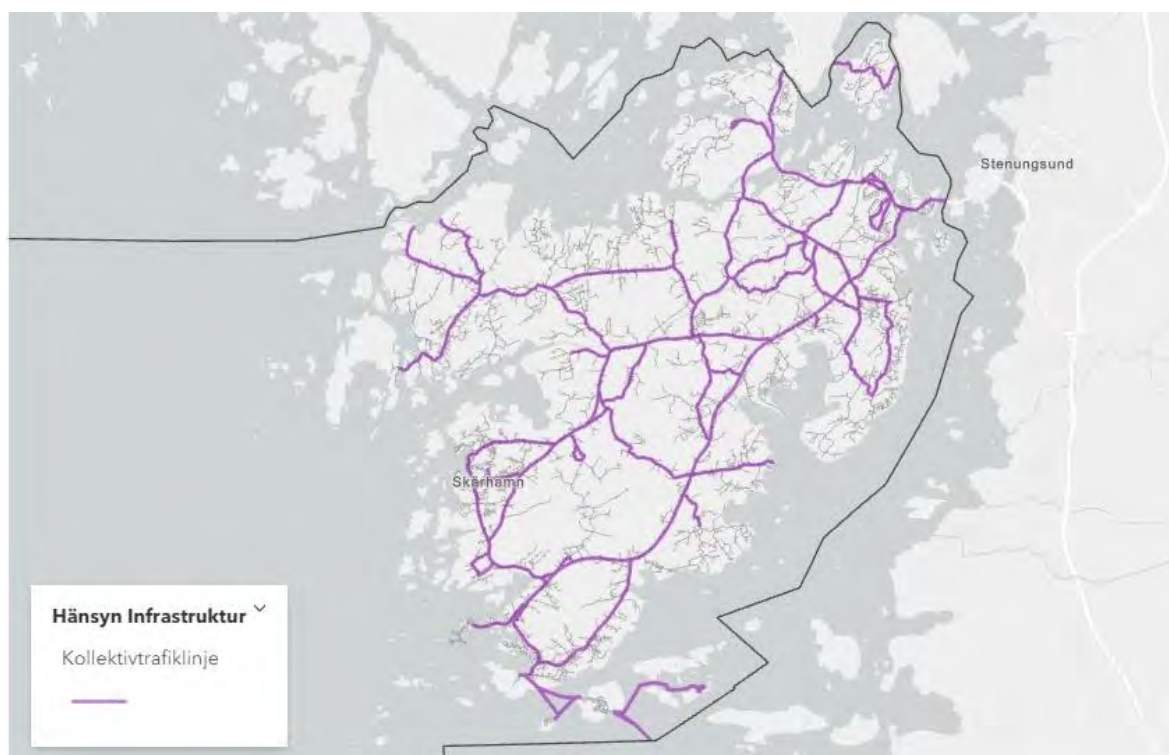 Stenungsund
Skärhamn
Hänsyn Infrastruktur
Kollektivtrafiklinje